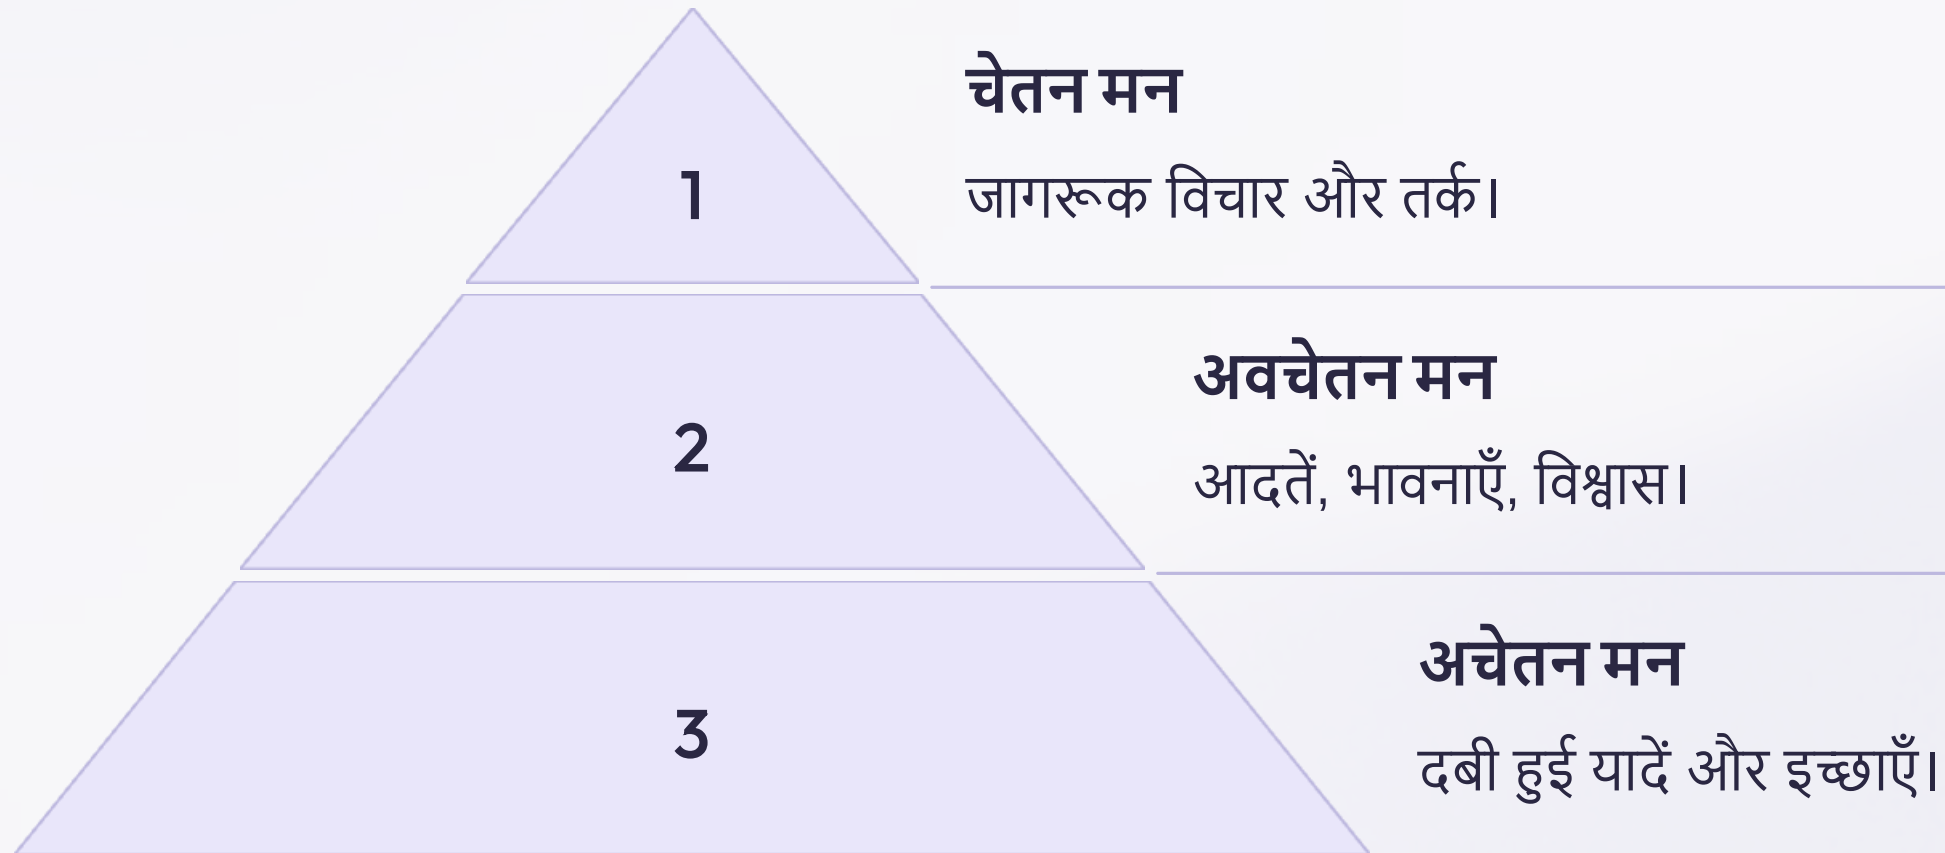 1
चेतन मन
जागरूक विचार और तर्क।
2
अवचेतन मन
आदतें, भावनाएँ, विश्वास।
3
अचेतन मन
दबी हुई यादें और इच्छाएँ।